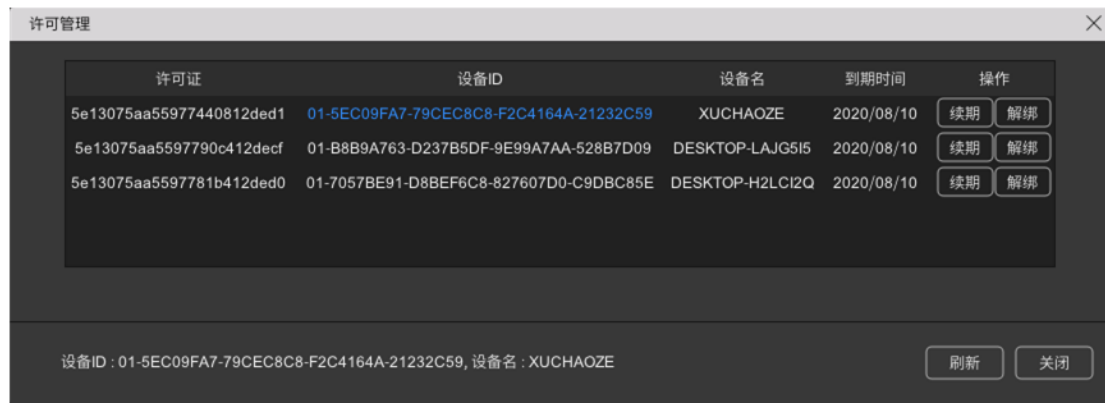 许可管理
许可证 设备ID 设备名 到期时间 操作
5e13075aa55977440812ded1 01-5EC09FA7-79CEC8C8-F2C4164A-21232C59 XUCHAOZE 2020/08/10 续期 解绑
5e13075aa5597790c412decf 01-B8B9A763-D237B5DF-9E99A7AA-528B7D09 DESKTOP-LAJG5I5 2020/08/10 续期 解绑
5e13075aa5597781b412ded0 01-7057BE91-D8BEF6C8-827607D0-C9DBC85E DESKTOP-H2LCI2Q 2020/08/10 续期 解绑
设备ID : 01-5EC09FA7-79CEC8C8-F2C4164A-21232C59, 设备名 : XUCHAOZE 刷新 关闭